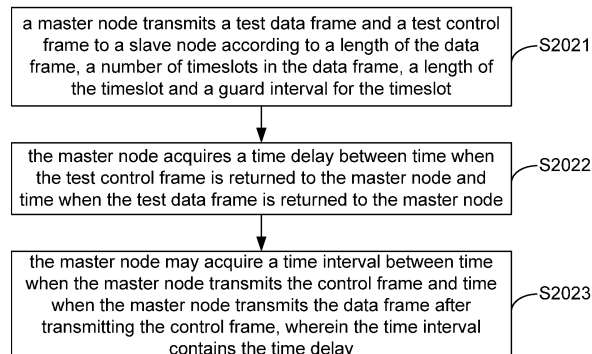 a master node transmits a test data frame and a test control
frame to a slave node according to a length of the data
frame, a number of timeslots in the data frame, a length of
the timeslot and a guard interval for the timeslot
S2021
the master node acquires a time delay between time when
the test control frame is returned to the master node and
time when the test data frame is returned to the master node
S2022
the master node may acquire a time interval between time
when the master node transmits the control frame and time
when the master node transmits the data frame after
transmitting the control frame, wherein the time interval
contains the time delay
S2023